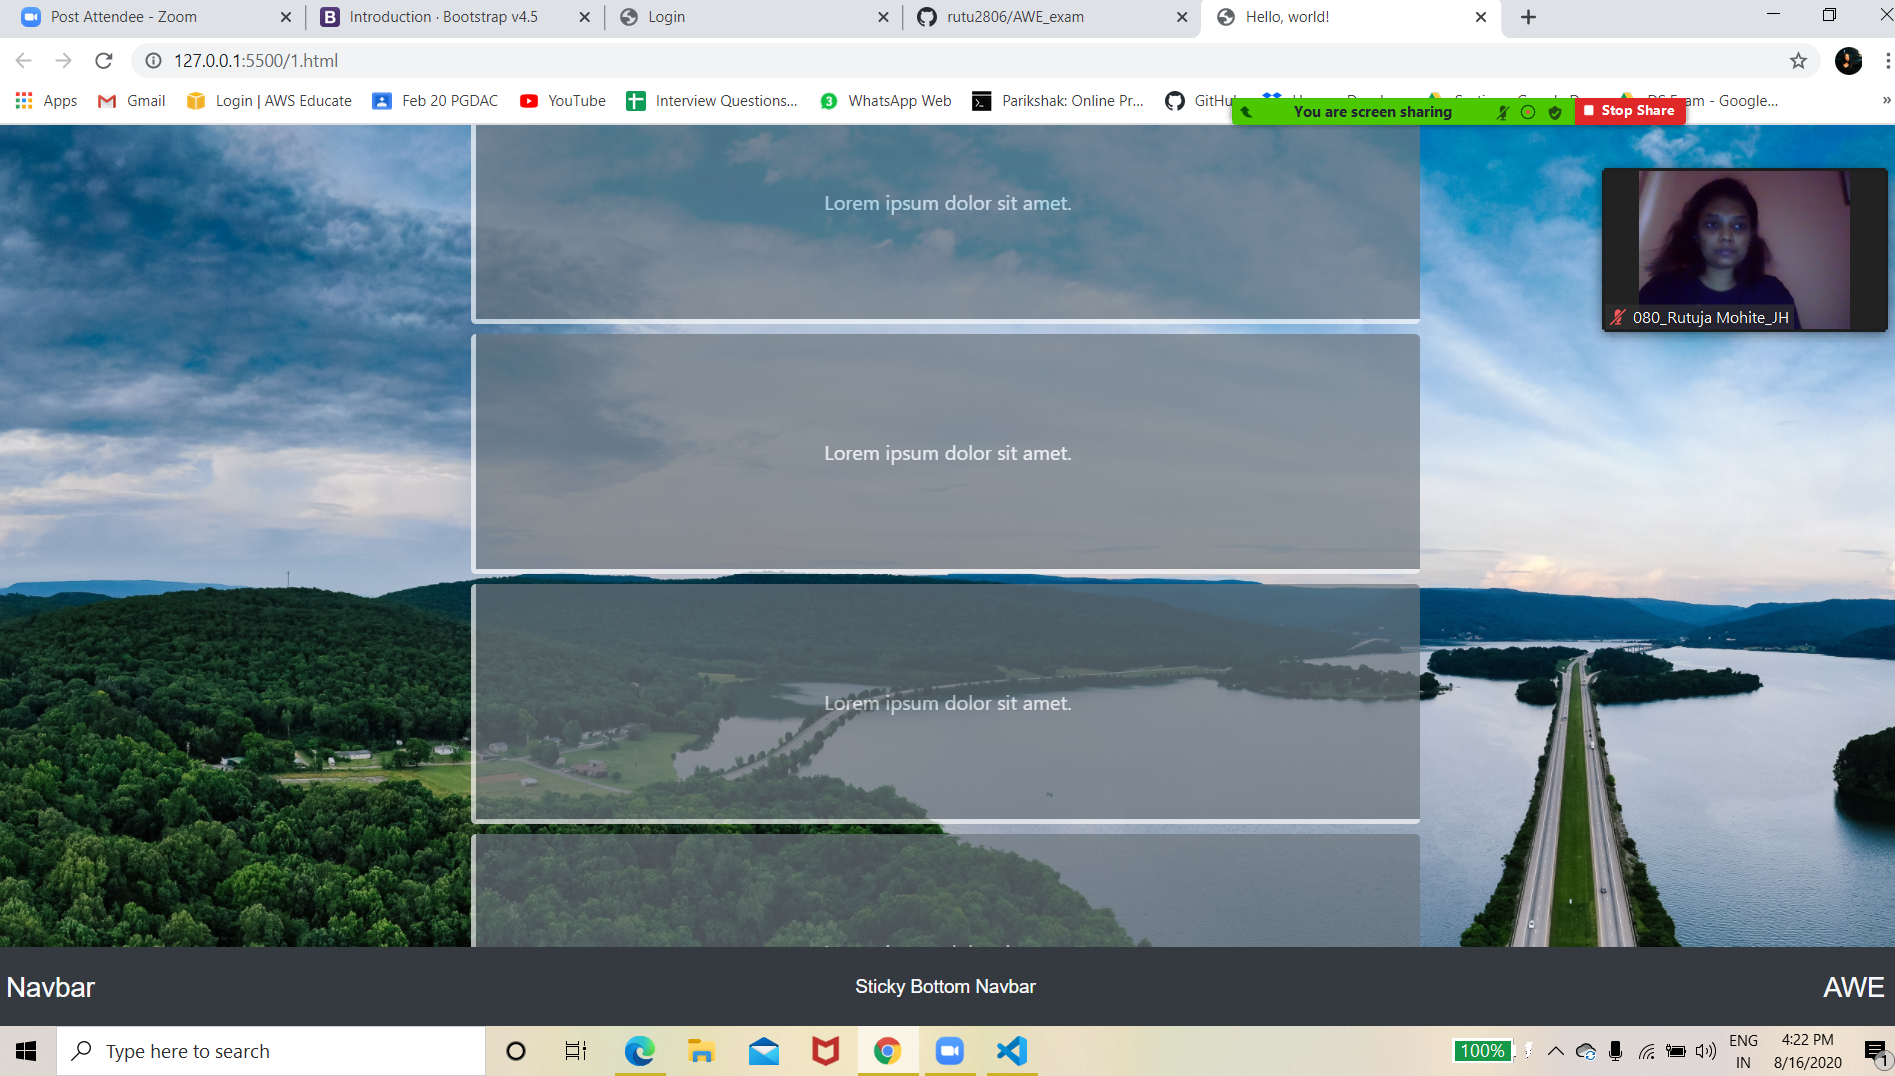 Post Attendee - Zoom
Introduction · Bootstrap v4.5
Login
rutu2806/AWE_exam
Hello, world!
127.0.0.1:5500/1.html
Apps
Gmail
Login | AWS Educate
Feb 20 PGDAC
YouTube
Interview Questions...
3
WhatsApp Web
Parikshak: Online Pr...
- Google...
»
You are screen sharing
Stop Share
Lorem ipsum dolor sit amet.
080_Rutuja Mohite_JH
Lorem ipsum dolor sit amet.
Lorem ipsum dolor sit amet.
Navbar
Sticky Bottom Navbar
AWE
Type here to search
100%
ENG
IN
4:22 PM
8/16/2020
1